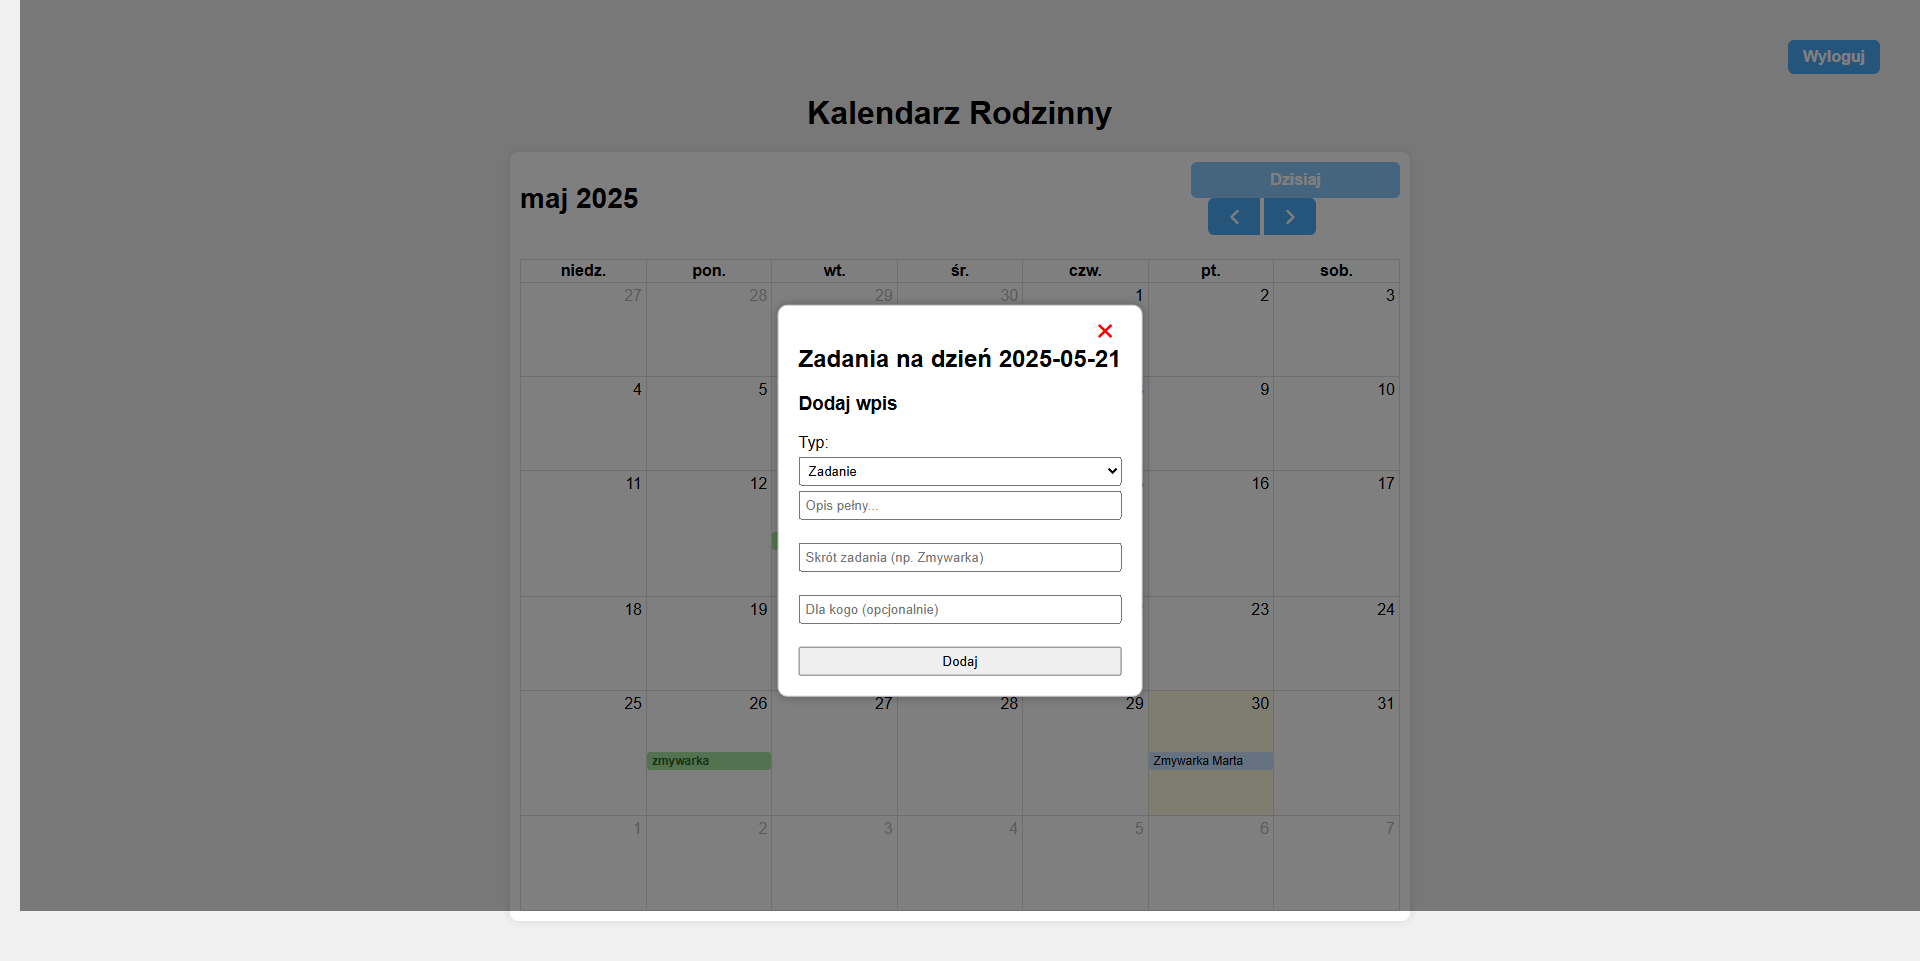 Wyloguj
Kalendarz Rodzinny
maj 2025
Dzisiaj
niedz. pon. wt. śr. czw. pt. sob.
27 28 29 30 1 2 3
Zadania na dzień 2025-05-21
Dodaj wpis
Typ:
Zadanie
Opis pełny...
Skrót zadania (np. Zmywarka)
Dla kogo (opcjonalnie)
Dodaj
4 5 9 10
11 12 16 17
18 19 23 24
25 26 27 28 29 30 31
zmywarka Zmywarka Marta
1 2 3 4 5 6 7